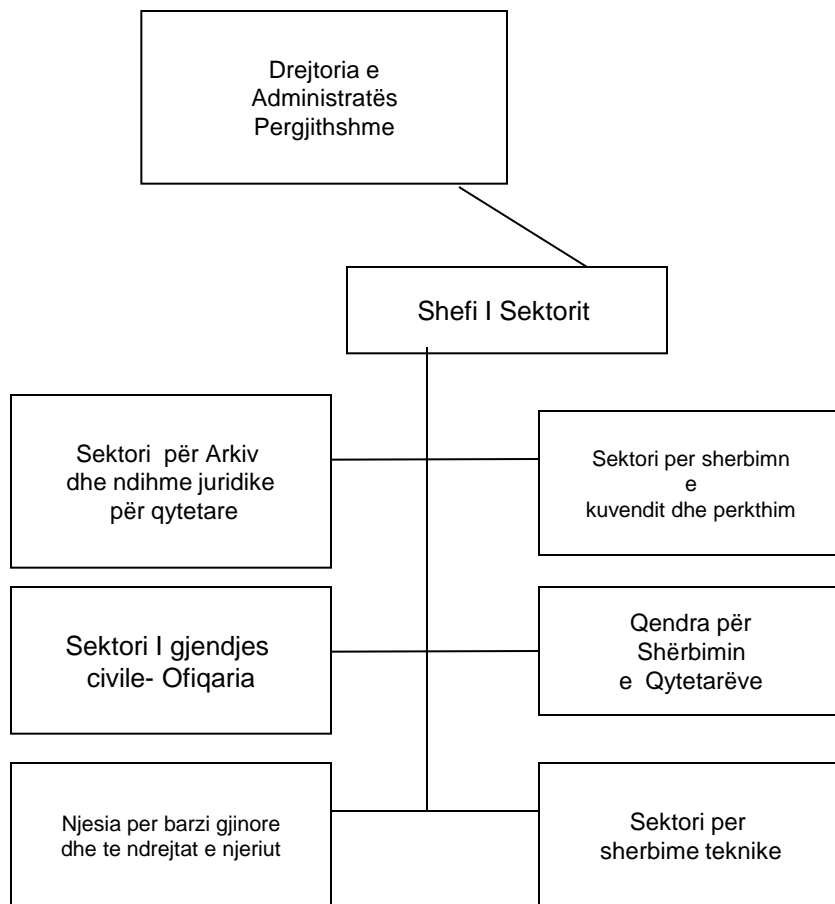 Drejtoria e
Administratës
Pergjithshme
Shefi I Sektorit
Sektori për Arkiv
dhe ndihme juridike
për qytetare
Sektori per sherbimn
e
kuvendit dhe perkthim
Sektori I gjendjes
civile- Ofiqaria
Qendra për
Shërbimin
e Qytetarëve
Njesia per barzi gjinore
dhe te ndrejtat e njeriut
Sektori per
sherbime teknike